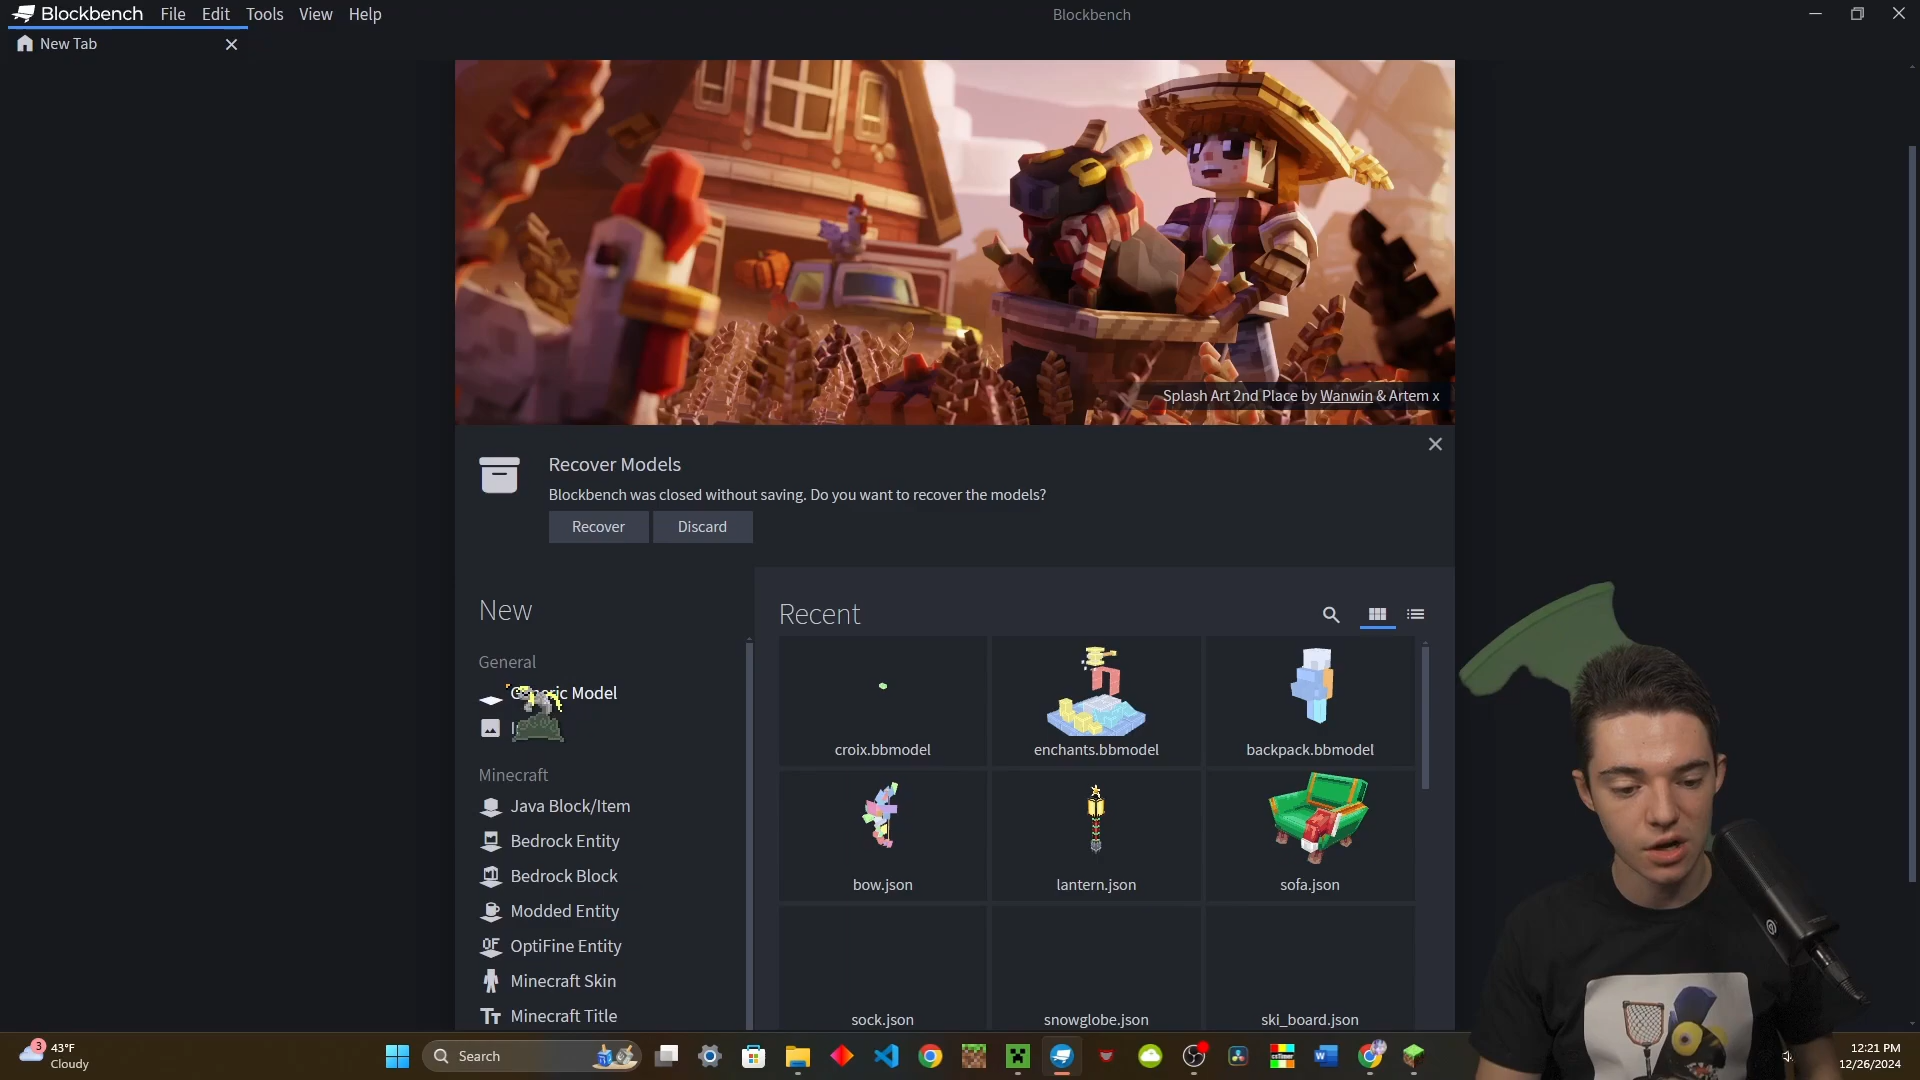 Blockbench File Edit Tools View Help
Blockbench
New Tab
Splash Art 2nd Place by Wanwin & Artem x
Recover Models
Blockbench was closed without saving. Do you want to recover the models?
Recover Discard
New
General
Generic Model
Minecraft
Java Block/Item
Bedrock Entity
Bedrock Block
Modded Entity
OptiFine Entity
Minecraft Skin
Minecraft Title
Recent
croix.bbmodel
enchants.bbmodel
backpack.bbmodel
bow.json
lantern.json
sofa.json
sock.json
snowglobe.json
ski_board.json
3
43°F
Cloudy
Search
12:21 PM
12/26/2024